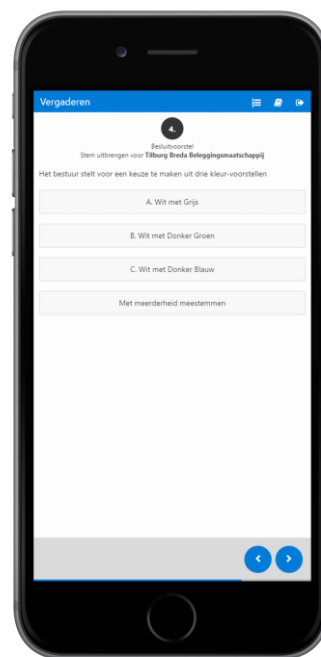 Vergaderen
4.
Besluitvoorstel
Stem uitbrengen voor Tilburg Breda Beleggingsmaatschappij
Het bestuur stelt voor een keuze te maken uit drie kleur-voorstellen
A. Wit met Grijs
B. Wit met Donker Groen
C. Wit met Donker Blauw
Met meerderheid meestemmen